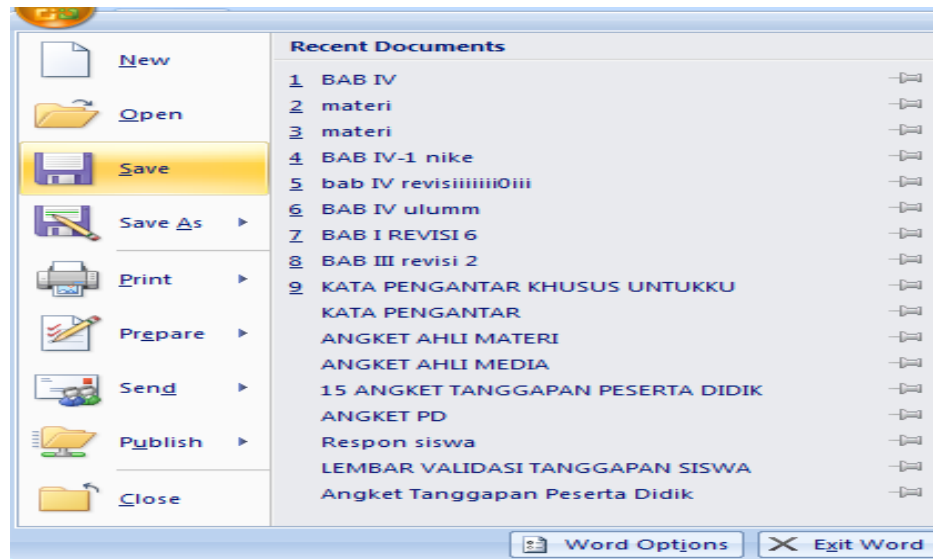 New
Open
Save
Save As
Print
Prepare
Send
Publish
Close
Recent Documents
1 BAB IV
2 materi
3 materi
4 BAB IV-1 nike
5 bab IV revisiiiiiii0iii
6 BAB IV ulumm
7 BAB I REVISI 6
8 BAB III revisi 2
9 KATA PENGANTAR KHUSUS UNTUKKU
KATA PENGANTAR
ANGKET AHLI MATERI
ANGKET AHLI MEDIA
15 ANGKET TANGGAPAN PESERTA DIDIK
ANGKET PD
Respon siswa
LEMBAR VALIDASI TANGGAPAN SISWA
Angket Tanggapan Peserta Didik
Word Options
Exit Word